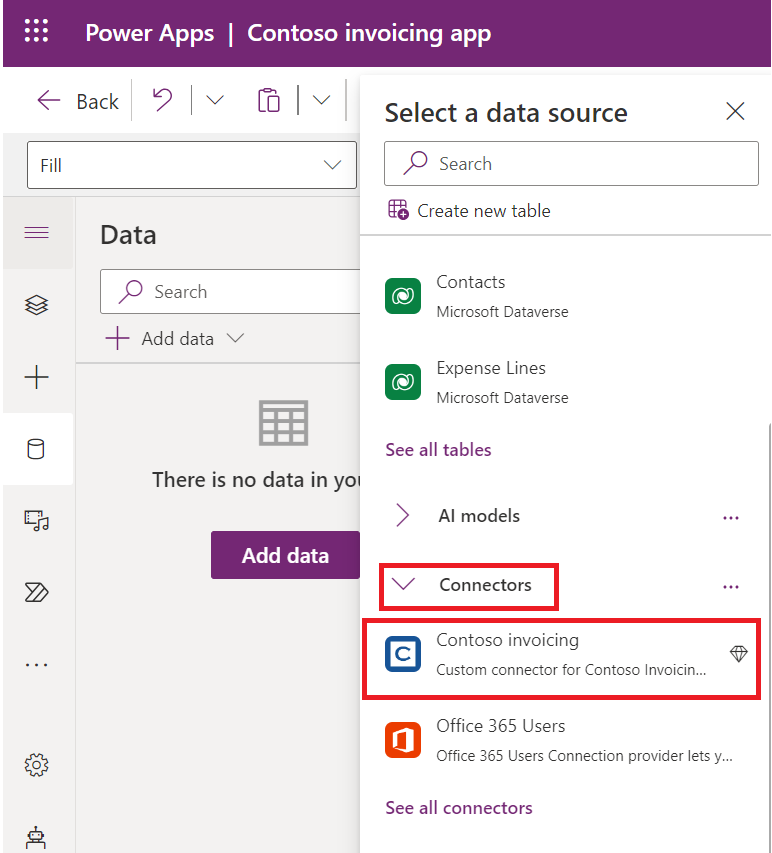 Power Apps | Contoso invoicing app
Back
Fill
Data
Search
Add data
There is no data in you
Add data
Select a data source
Search
Create new table
Contacts
Microsoft Dataverse
Expense Lines
Microsoft Dataverse
See all tables
AI models
...
Connectors
...
C
Contoso invoicing
Custom connector for Contoso Invoicin...
Office 365 Users
Office 365 Users Connection provider lets y...
See all connectors